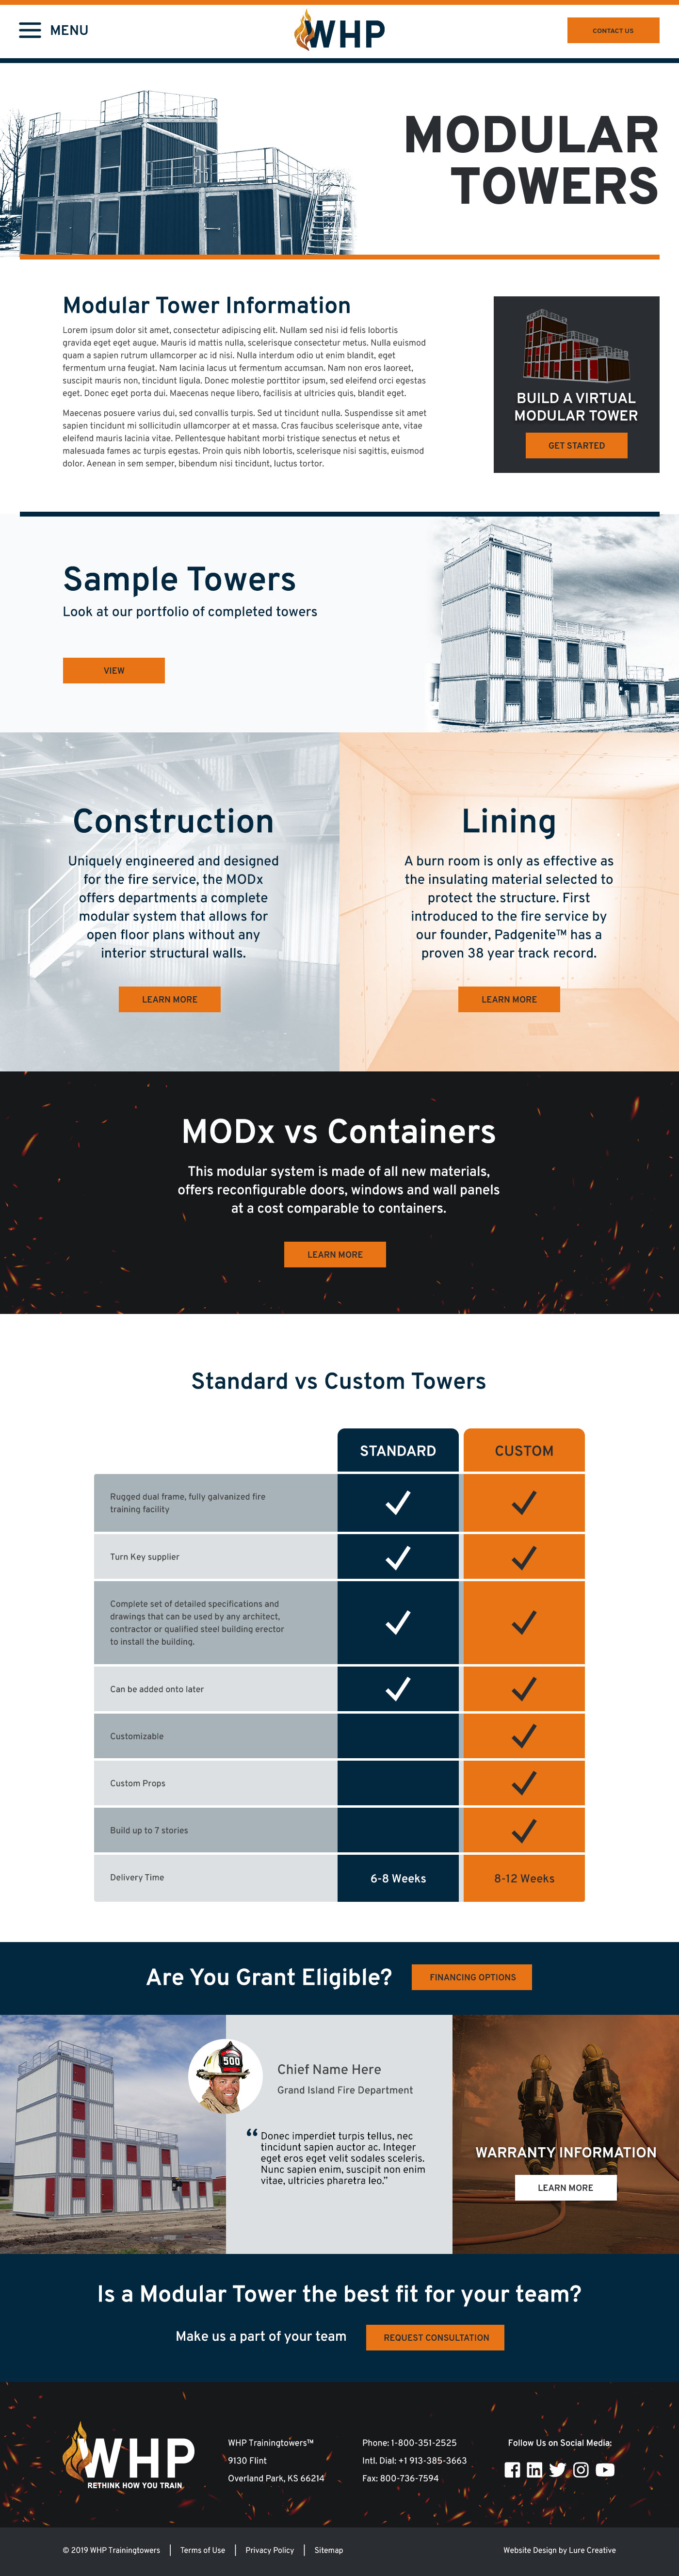 MENU
WHP
CONTACT US
MODULAR
TOWERS
Modular Tower Information
Lorem ipsum dolor sit amet, consectetur adipiscing elit. Nullam sed nisi id felis lobortis
gravida eget eget augue. Mauris id mattis nulla, scelerisque consectetur metus. Nulla euismod
quam a sapien rutrum ullamcorper ac id nisi. Nulla interdum odio ut enim blandit, eget
fermentum urna feugiat. Nam lacinia lacus ut fermentum accumsan. Nam non eros laoreet,
suscipit mauris non, tincidunt ligula. Donec molestie porttitor ipsum, sed eleifend orci egestas
eget. Donec eget porta dui. Maecenas neque libero, facilisis at ultricies quis, blandit eget.
Maecenas posuere varius dui, sed convallis turpis. Sed ut tincidunt nulla. Suspendisse sit amet
sapien tincidunt mi sollicitudin ullamcorper at et massa. Cras faucibus scelerisque ante, vitae
eleifend mauris lacinia vitae. Pellentesque habitant morbi tristique senectus et netus et
malesuada fames ac turpis egestas. Proin quis nibh lobortis, scelerisque nisi sagittis, euismod
dolor. Aenean in sem semper, bibendum nisi tincidunt, luctus tortor.
BUILD A VIRTUAL
MODULAR TOWER
GET STARTED
Sample Towers
Look at our portfolio of completed towers
VIEW
Construction
Uniquely engineered and designed
for the fire service, the MODx
offers departments a complete
modular system that allows for
open floor plans without any
interior structural walls.
LEARN MORE
Lining
A burn room is only as effective as
the insulating material selected to
protect the structure. First
introduced to the fire service by
our founder, Padgenite™ has a
proven 38 year track record.
LEARN MORE
MODx vs Containers
This modular system is made of all new materials,
offers reconfigurable doors, windows and wall panels
at a cost comparable to containers.
LEARN MORE
Standard vs Custom Towers
STANDARD CUSTOM
Rugged dual frame, fully galvanized fire
training facility
Turn Key supplier
Complete set of detailed specifications and
drawings that can be used by any architect,
contractor or qualified steel building erector
to install the building.
Can be added onto later
Customizable
Custom Props
Build up to 7 stories
Delivery Time 6-8 Weeks 8-12 Weeks
Are You Grant Eligible?
FINANCING OPTIONS
500
Chief Name Here
Grand Island Fire Department
“ Donec imperdiet turpis tellus, nec
tincidunt sapien auctor ac. Integer
eget eros eget velit sodales sceleris.
Nunc sapien enim, suscipit non enim
vitae, ultricies pharetra leo.”
WARRANTY INFORMATION
LEARN MORE
Is a Modular Tower the best fit for your team?
Make us a part of your team
REQUEST CONSULTATION
WHP
RETHINK HOW YOU TRAIN
WHP Trainingtowers™
9130 Flint
Overland Park, KS 66214
Phone: 1-800-351-2525
Intl. Dial: +1 913-385-3663
Fax: 800-736-7594
Follow Us on Social Media:
© 2019 WHP Trainingtowers | Terms of Use | Privacy Policy | Sitemap
Website Design by Lure Creative